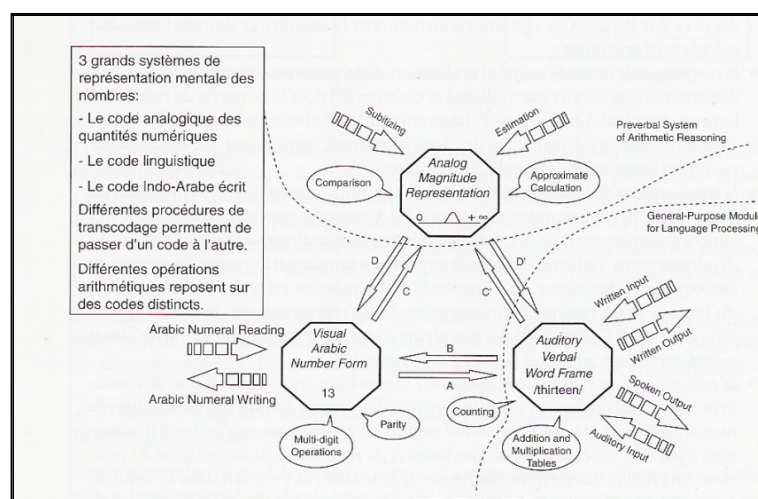 3 grands systèmes de
représentation mentale des
nombres:
- Le code analogique des
quantités numériques
- Le code linguistique
- Le code Indo-Arabe écrit
Différentes procédures de
transcodage permettent de
passer d'un code à l'autre.
Différentes opérations
arithmétiques reposent sur
des codes distincts.
Subitizing
Estimation
Preverbal System
of Arithmetic Reasoning
Analog
Magnitude
Representation
0 + ∞
Comparison
Approximate
Calculation
General-Purpose Module
for Language Processing
D
C
D'
C'
Written Input
Written Output
Arabic Numeral Reading
Arabic Numeral Writing
Visual
Arabic
Number Form
13
B
A
Auditory
Verbal
Word Frame
/thirteen/
Spoken Output
Auditory Input
Counting
Parity
Multi-digit
Operations
Addition and
Multiplication
Tables